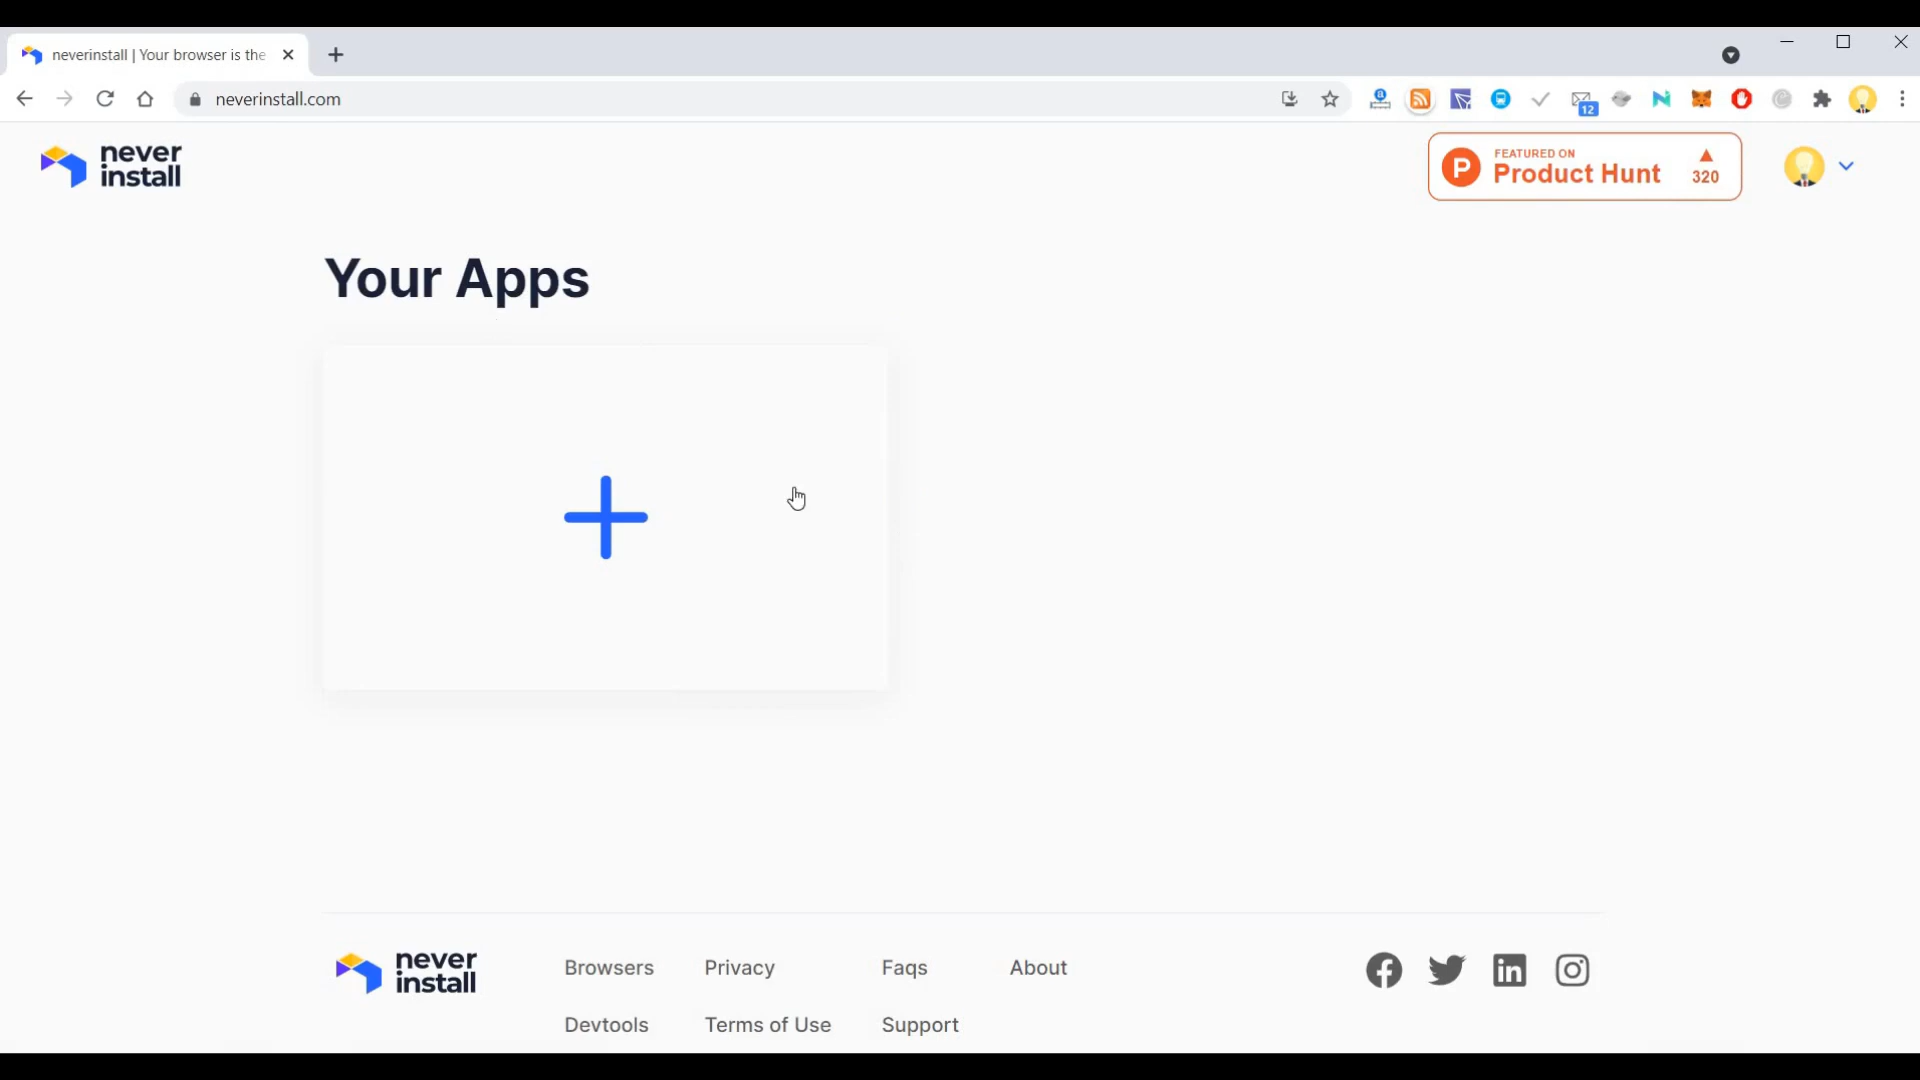 neverinstall | Your browser is the
neverinstall.com
12
never
install
FEATURED ON
Product Hunt
320
P
Your Apps
never
install
Browsers
Privacy
Faqs
About
Devtools
Terms of Use
Support